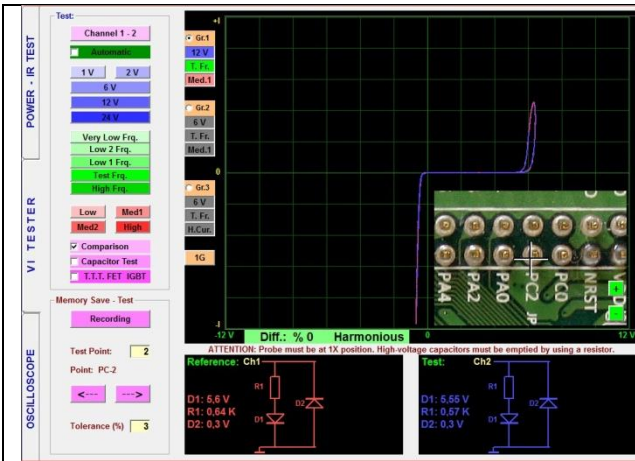 POWER - IR TEST
VI TESTER
OSCILLOSCOPE
Test:
Channel 1 - 2
Automatic
1 V
2 V
6 V
12 V
24 V
Very Low Frq.
Low 2 Frq.
Low 1 Frq.
Test Frq.
High Frq.
Low
Med1
Med2
High
Comparison
Capacitor Test
T.T.T. FET IGBT
Memory Save - Test
Recording
Test Point:
2
Point: PC-2
<---
--->
Tolerance (%)
3
Gr.1
12 V
T. Fr.
Med.1
Gr.2
6 V
T. Fr.
Med.1
Gr.3
6 V
T. Fr.
H.Cur.
1G
+I
0
-I
-12 V
0
12 V
PA4
PA2
PA0
PC2
PC0
NRST
JP
+
-
Diff.: % 0 Harmonious
ATTENTION: Probe must be at 1X position. High-voltage capacitors must be emptied by using a resistor.
Reference: Ch1
R1
D1
D2
D1: 5,6 V
R1: 0,64 K
D2: 0,3 V
Test:
Ch2
R1
D1
D2
D1: 5,55 V
R1: 0,57 K
D2: 0,3 V